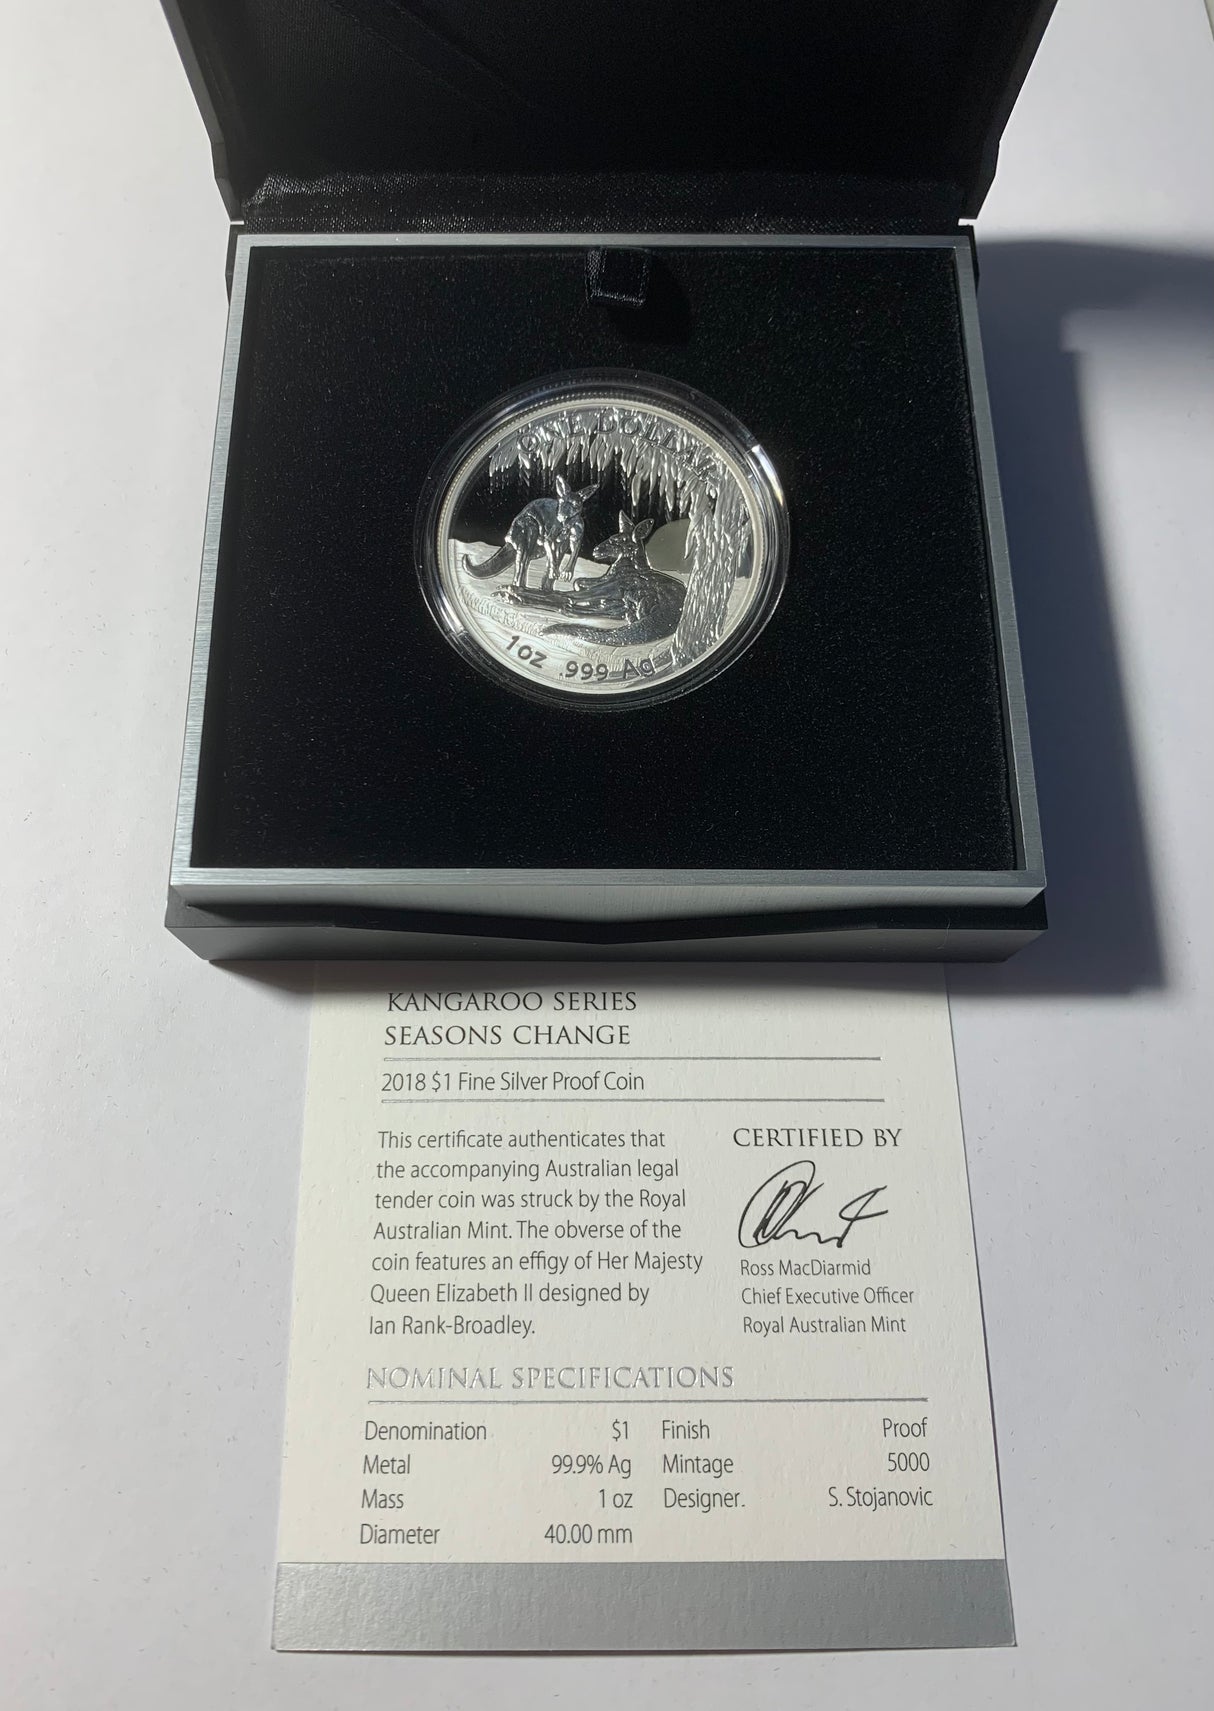 ONE DOLLAR
1oz .999 Ag
KANGAROO SERIES
SEASONS CHANGE
2018 $1 Fine Silver Proof Coin
This certificate authenticates that
the accompanying Australian legal
tender coin was struck by the Royal
Australian Mint. The obverse of the
coin features an effigy of Her Majesty
Queen Elizabeth II designed by
Ian Rank-Broadley.
CERTIFIED BY
Ross MacDiarmid
Chief Executive Officer
Royal Australian Mint
NOMINAL SPECIFICATIONS
Denomination $1 Finish Proof
Metal 99.9% Ag Mintage 5000
Mass 1 oz Designer. S. Stojanovic
Diameter 40.00 mm